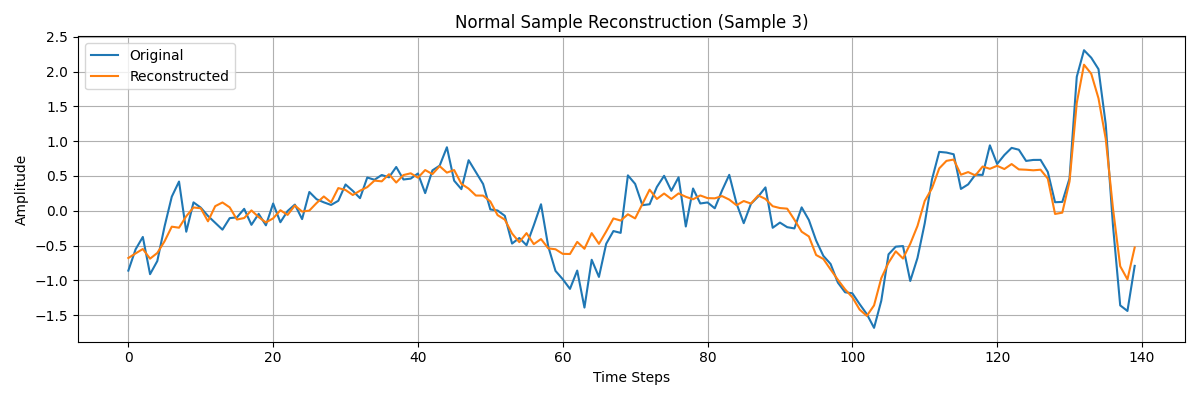 Normal Sample Reconstruction (Sample 3)
Original
Reconstructed
Amplitude
2.5
2.0
1.5
1.0
0.5
0.0
−0.5
−1.0
−1.5
0 20 40 60 80 100 120 140
Time Steps